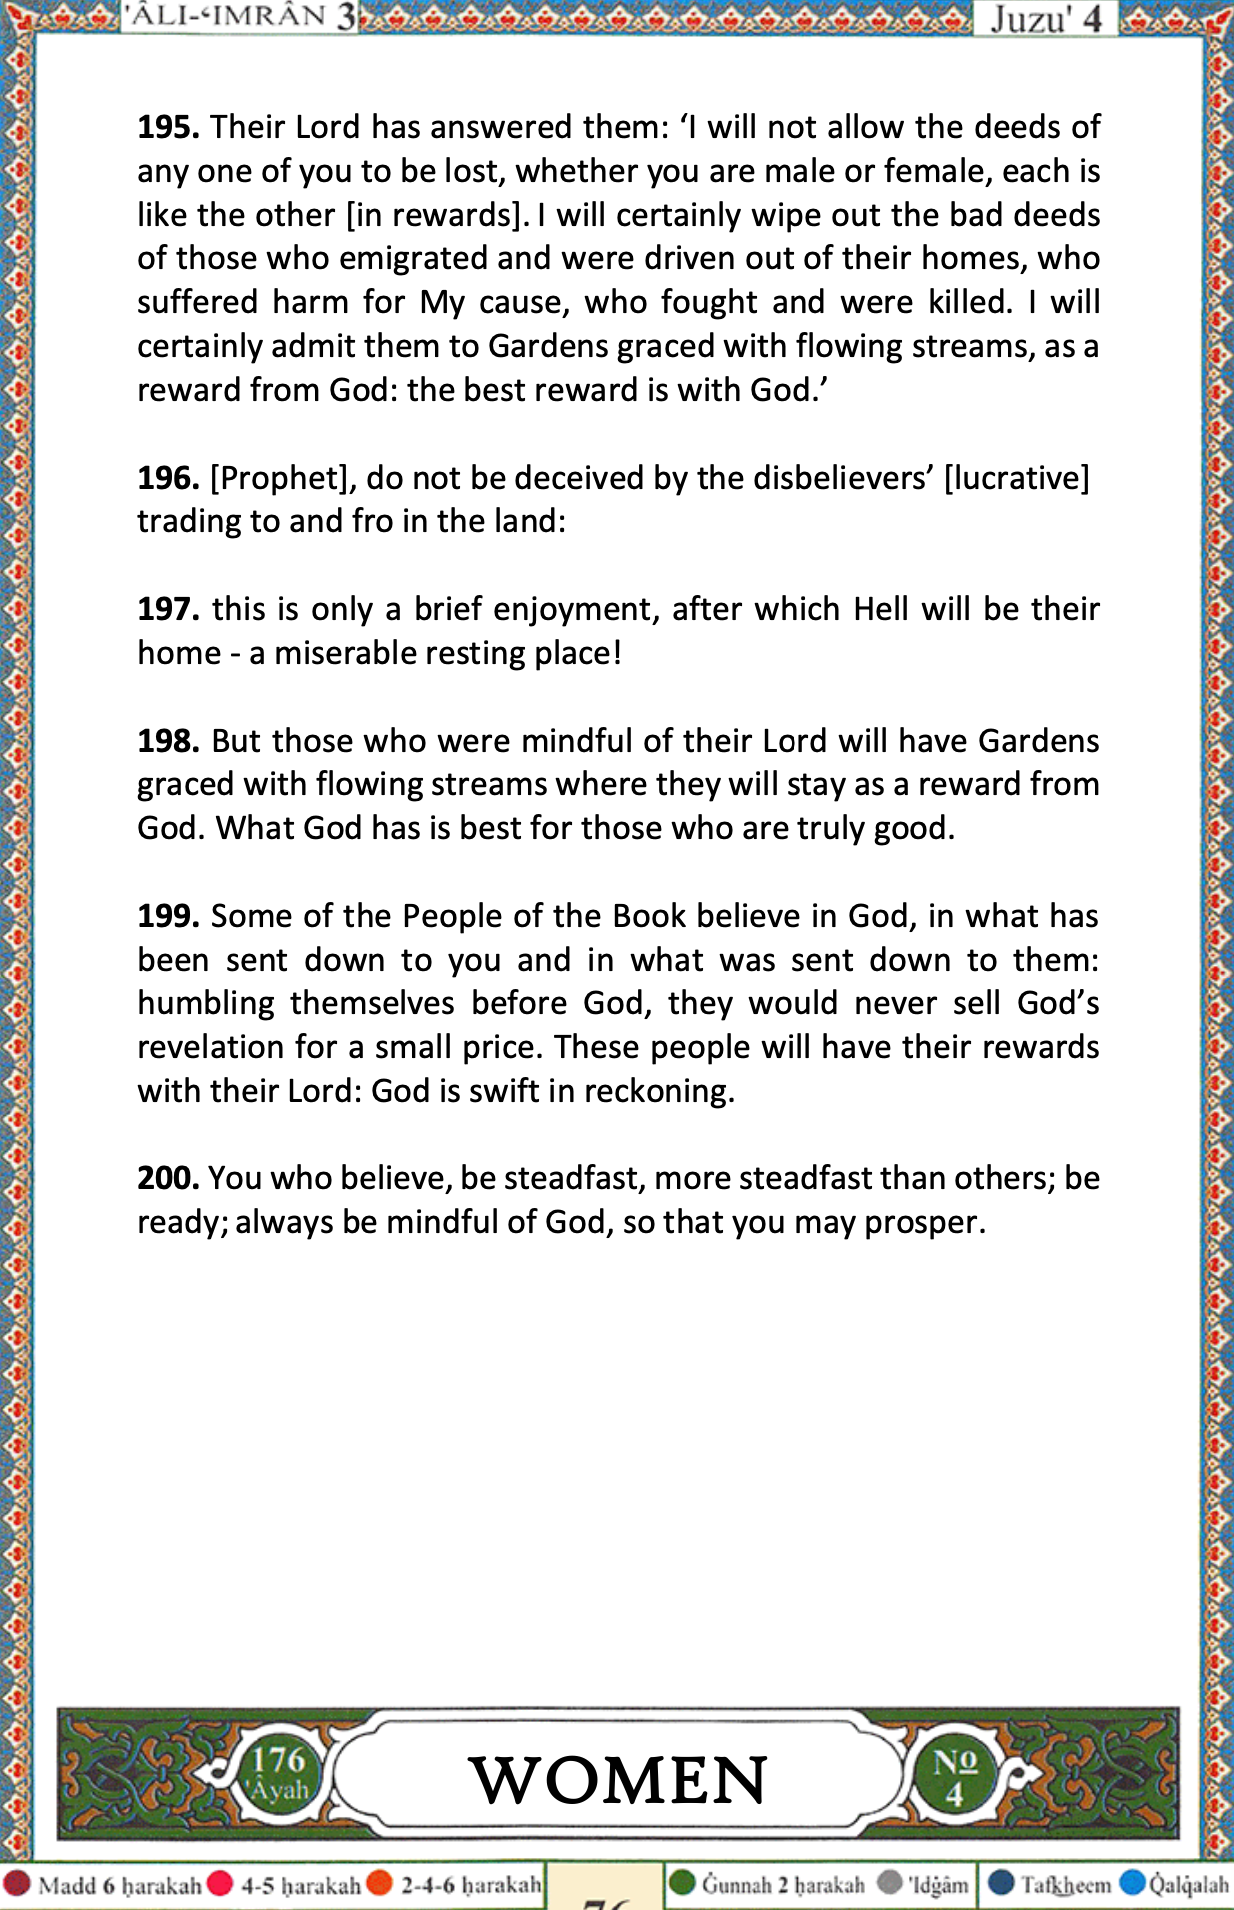 'ÂLI-ʻIMRÂN 3
Juzu' 4
195. Their Lord has answered them: ‘I will not allow the deeds of
any one of you to be lost, whether you are male or female, each is
like the other [in rewards]. I will certainly wipe out the bad deeds
of those who emigrated and were driven out of their homes, who
suffered harm for My cause, who fought and were killed. I will
certainly admit them to Gardens graced with flowing streams, as a
reward from God: the best reward is with God.’
196. [Prophet], do not be deceived by the disbelievers’ [lucrative]
trading to and fro in the land:
197. this is only a brief enjoyment, after which Hell will be their
home - a miserable resting place!
198. But those who were mindful of their Lord will have Gardens
graced with flowing streams where they will stay as a reward from
God. What God has is best for those who are truly good.
199. Some of the People of the Book believe in God, in what has
been sent down to you and in what was sent down to them:
humbling themselves before God, they would never sell God’s
revelation for a small price. These people will have their rewards
with their Lord: God is swift in reckoning.
200. You who believe, be steadfast, more steadfast than others; be
ready; always be mindful of God, so that you may prosper.
176
'Âyah
WOMEN
No
4
Madd 6 ḥarakah 4-5 ḥarakah 2-4-6 ḥarakah
76
Ġunnah 2 ḥarakah 'Idġâm
Tafkheem Q̇alq̇alah